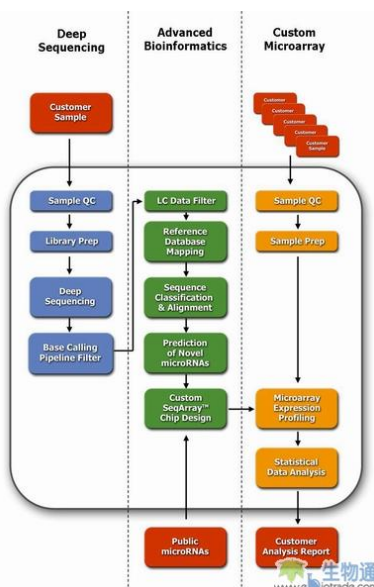 Deep
Sequencing
Advanced
Bioinformatics
Custom
Microarray
Customer
Sample
Customer
Customer
Customer
Customer
Customer
Sample
Sample QC
LC Data Filter
Sample QC
Library Prep
Reference
Database
Mapping
Sample Prep
Deep
Sequencing
Sequence
Classification
& Alignment
Base Calling
Pipeline Filter
Prediction
of Novel
microRNAs
Custom
SeqArray™
Chip Design
Microarray
Expression
Profiling
Statistical
Data Analysis
Public
microRNAs
Customer
Analysis Report
生物通